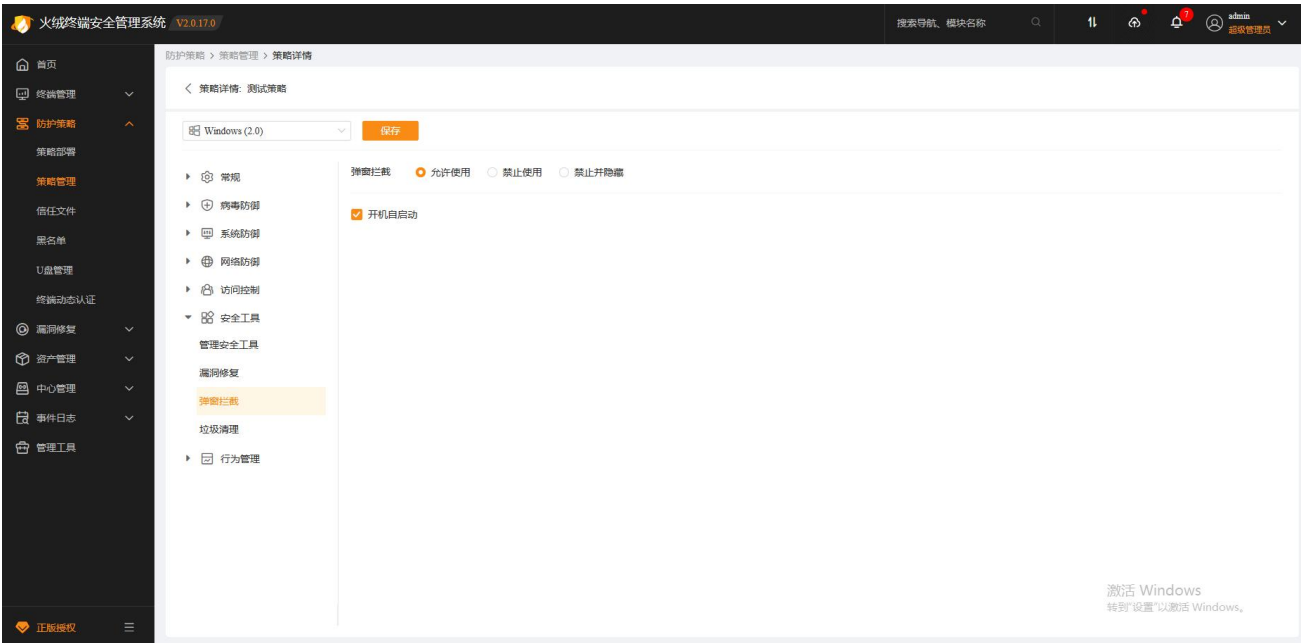 火绒终端安全管理系统 V2.0.17.0
搜索导航、模块名称
7
admin
超级管理员
首页
终端管理
防护策略
策略部署
策略管理
信任文件
黑名单
U盘管理
终端动态认证
漏洞修复
资产管理
中心管理
事件日志
管理工具
正版授权
防护策略 > 策略管理 > 策略详情
策略详情: 测试策略
Windows (2.0)
保存
常规
病毒防御
系统防御
网络防御
访问控制
安全工具
管理安全工具
漏洞修复
弹窗拦截
垃圾清理
行为管理
弹窗拦截 允许使用 禁止使用 禁止并隐藏
开机自启动
激活 Windows
转到"设置"以激活 Windows。